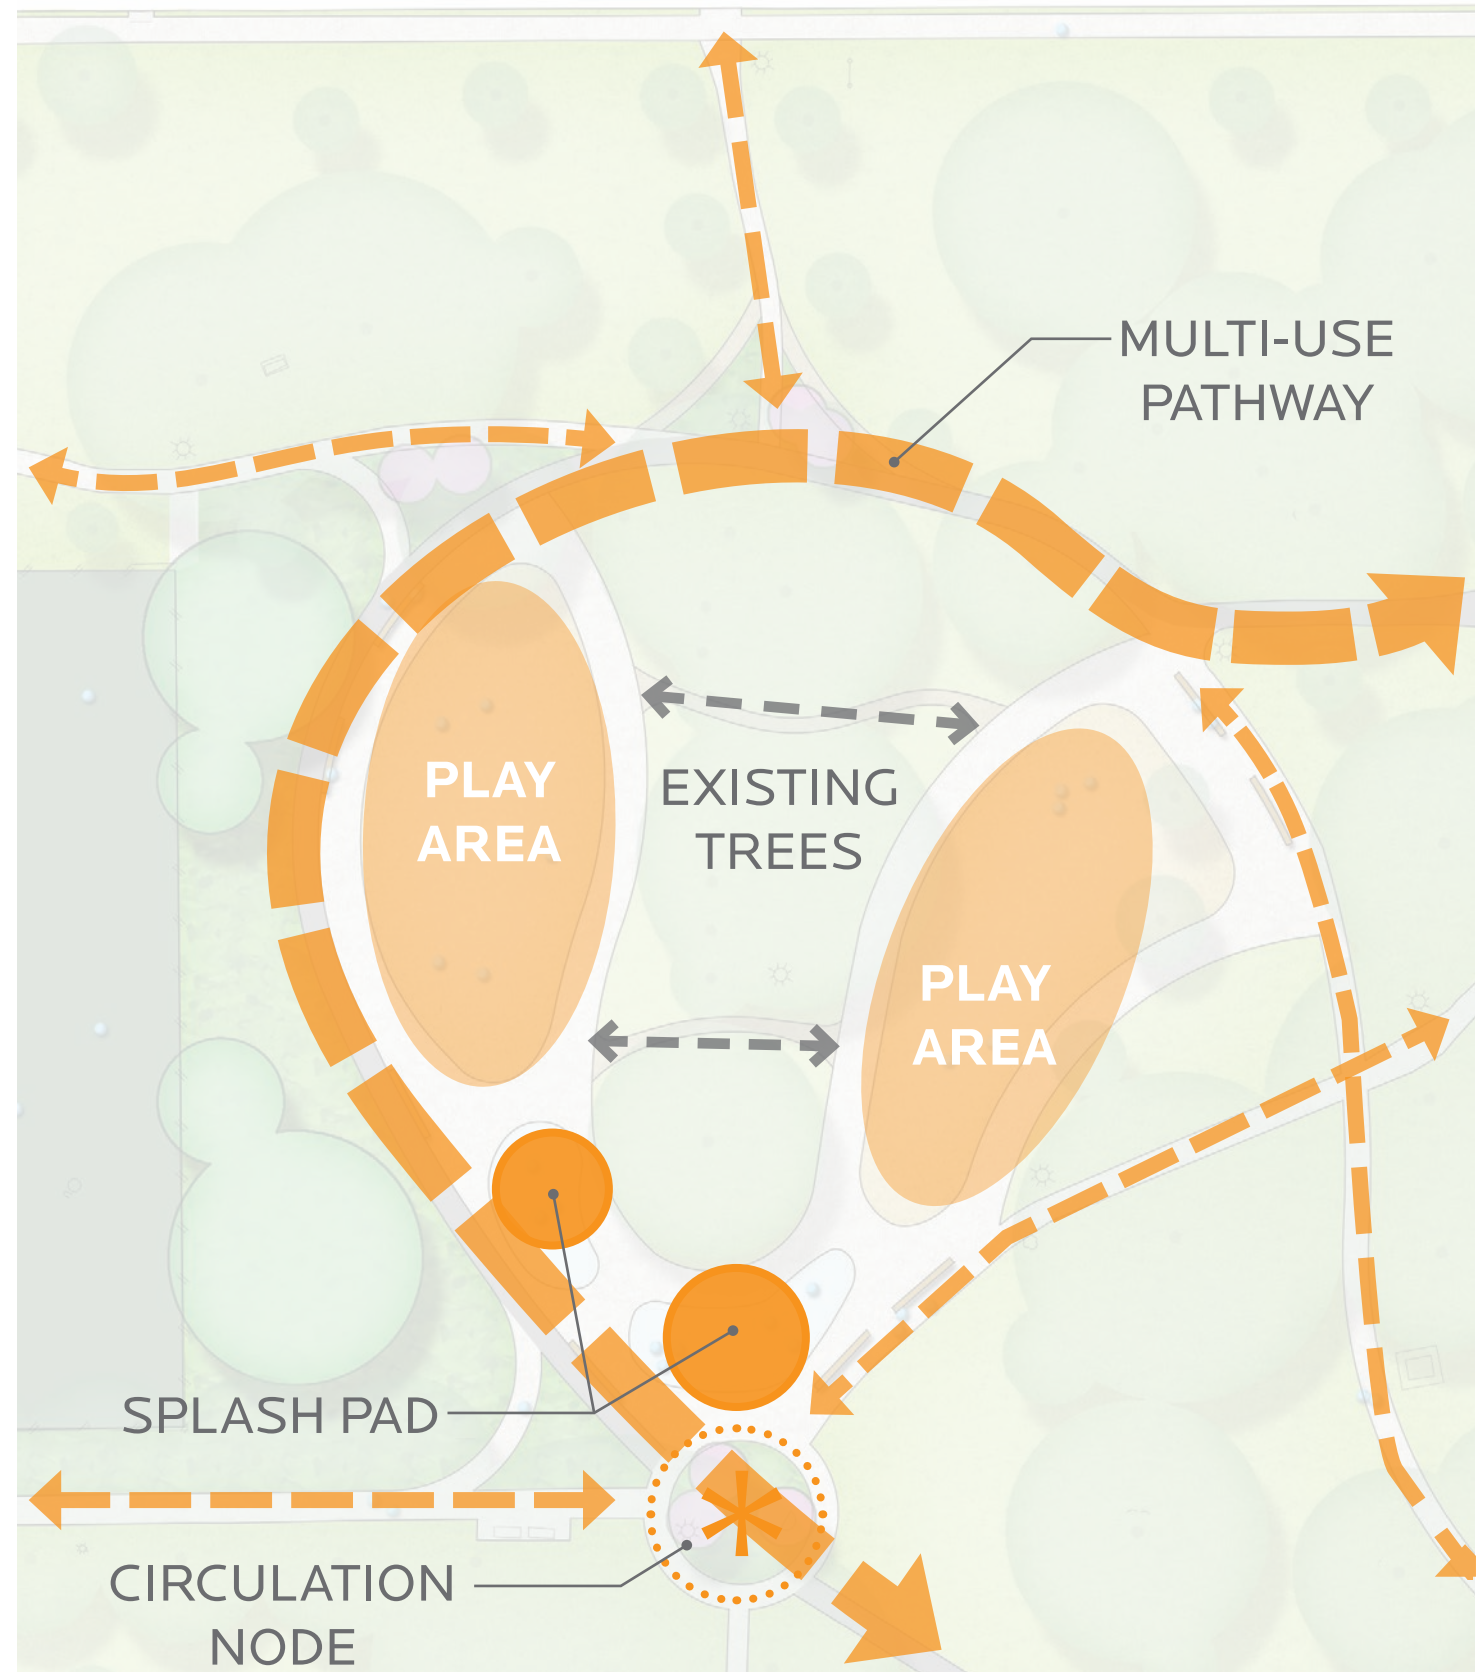 MULTI-USE
PATHWAY
PLAY
AREA
EXISTING
TREES
PLAY
AREA
SPLASH PAD
CIRCULATION
NODE